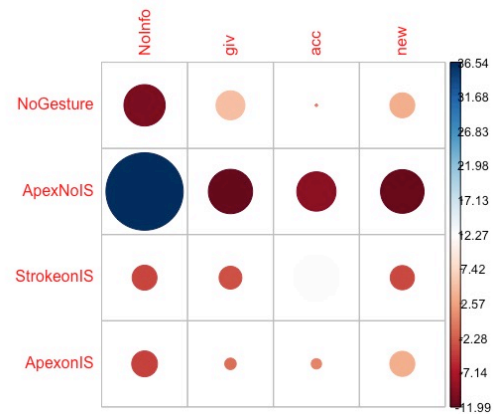 NoInfo giv acc new
NoGesture
ApexNoIS
StrokeonIS
ApexonIS
36.54
31.68
26.83
21.98
17.13
12.27
7.42
2.57
-2.28
-7.14
-11.99